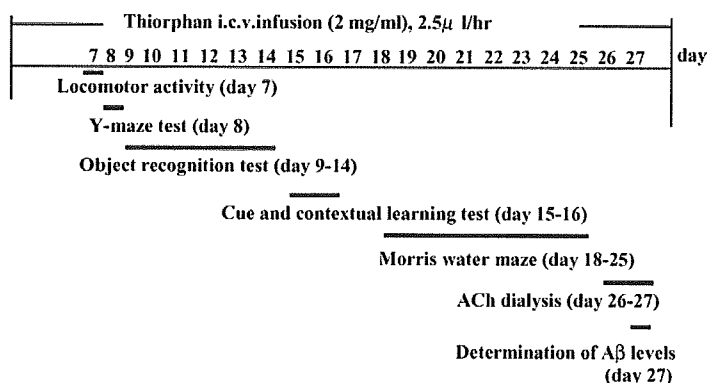 Thiorphan i.c.v.infusion (2 mg/ml), 2.5μ l/hr
7 8 9 10 11 12 13 14 15 16 17 18 19 20 21 22 23 24 25 26 27 day
Locomotor activity (day 7)
Y-maze test (day 8)
Object recognition test (day 9-14)
Cue and contextual learning test (day 15-16)
Morris water maze (day 18-25)
ACh dialysis (day 26-27)
Determination of Aβ levels
(day 27)